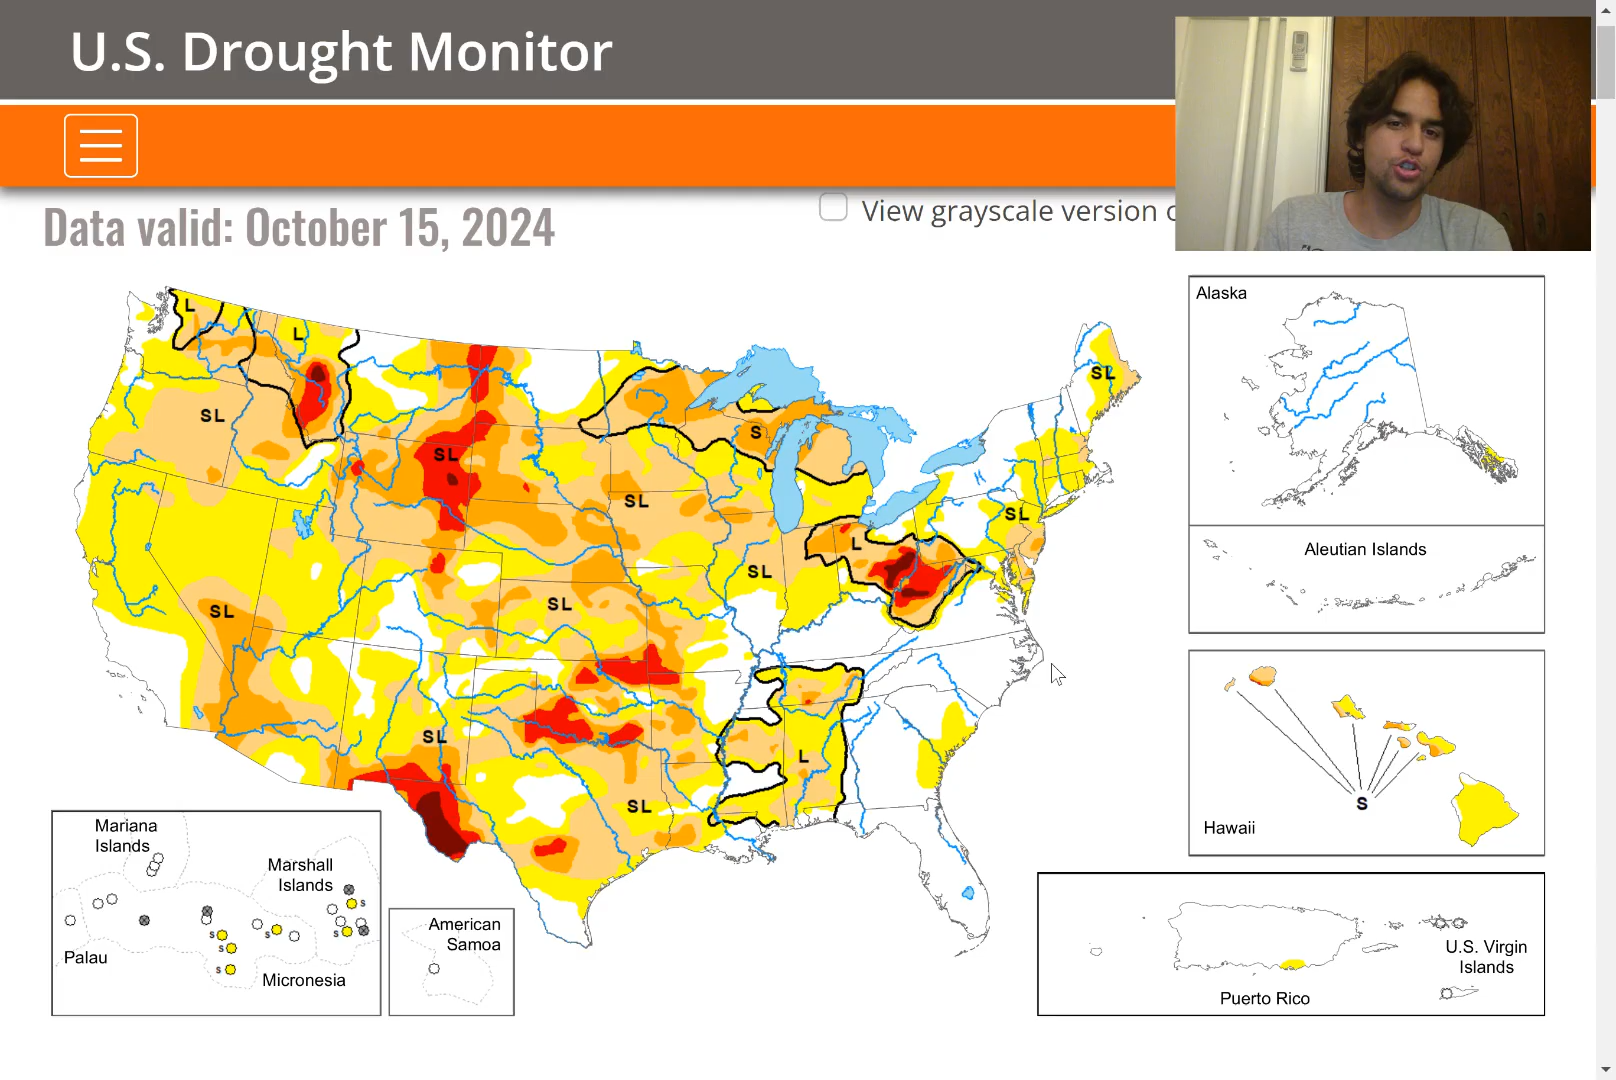 U.S. Drought Monitor
Data valid: October 15, 2024
View grayscale version o
L
L
SL
SL
S
SL
SL
SL
L
SL
SL
SL
SL
L
SL
SL
Alaska
Aleutian Islands
S
Hawaii
Mariana
Islands
Marshall
Islands
S
S
S
S
S
S
Palau
Micronesia
American
Samoa
U.S. Virgin
Islands
Puerto Rico